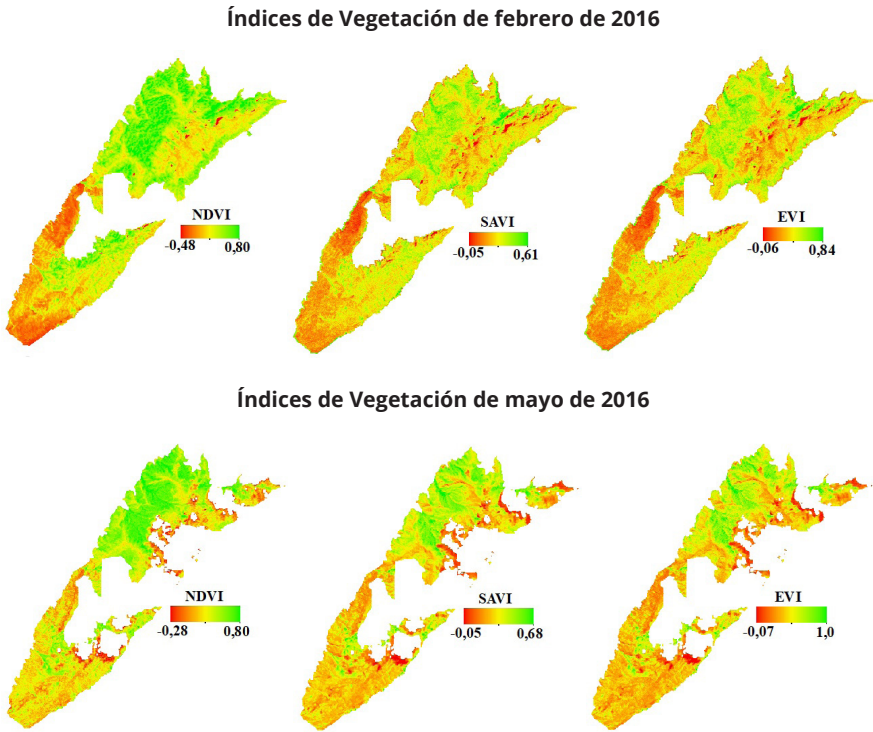 Índices de Vegetación de febrero de 2016
NDVI
-0,48 0,80
SAVI
-0,05 0,61
EVI
-0,06 0,84
Índices de Vegetación de mayo de 2016
NDVI
-0,28 0,80
SAVI
-0,05 0,68
EVI
-0,07 1,0